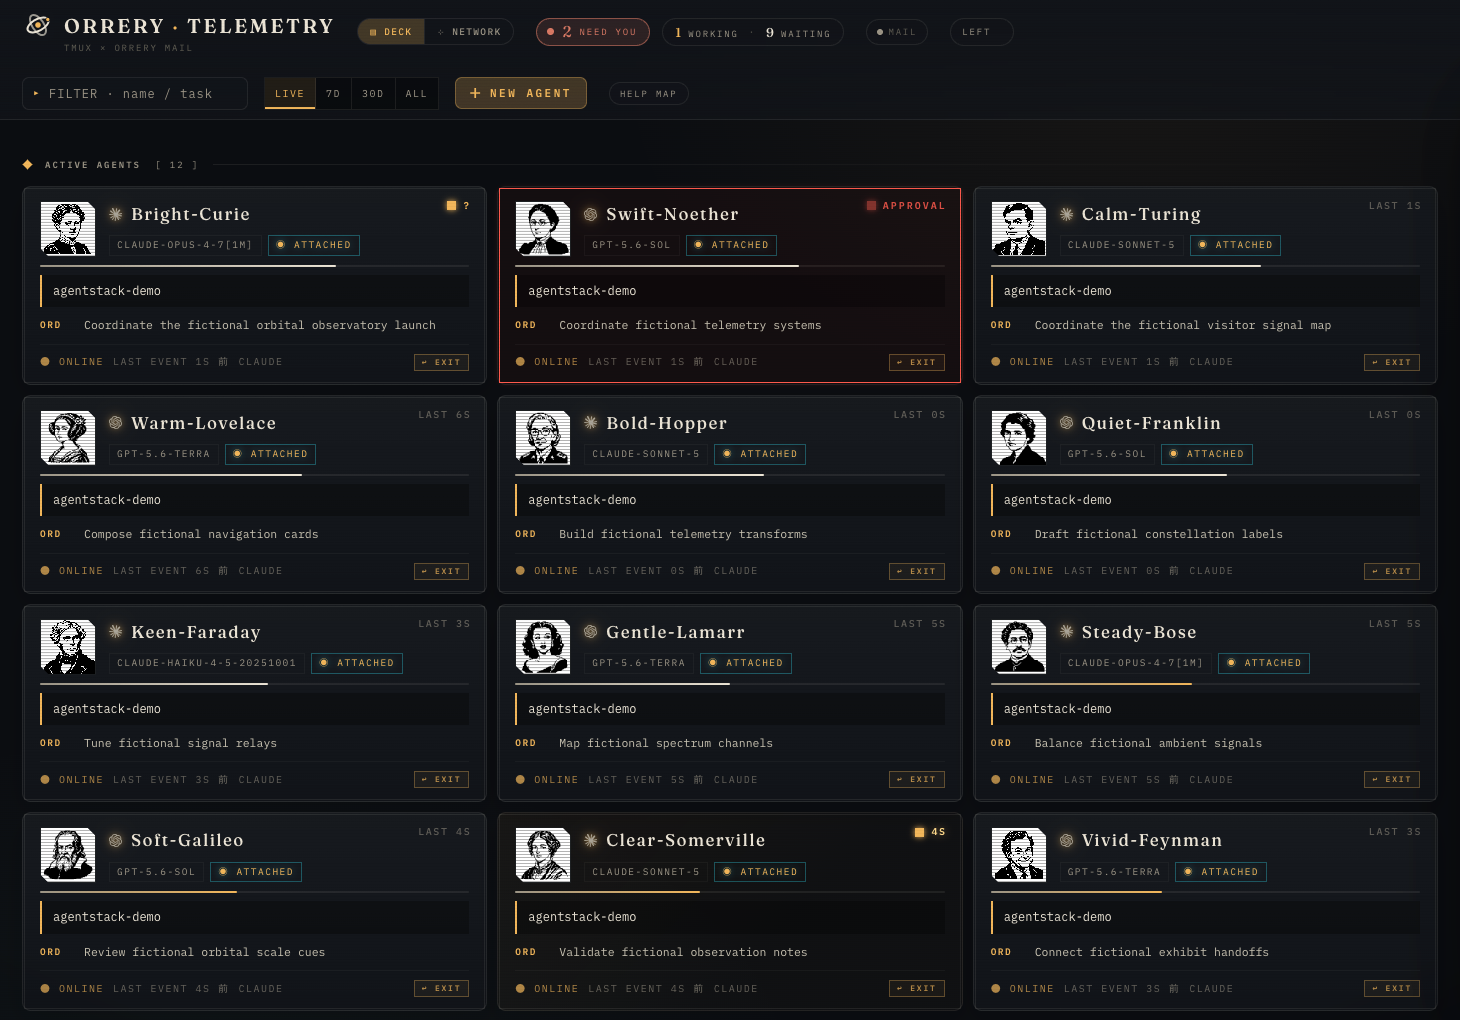 ORRERY · TELEMETRY
TMUX × ORRERY MAIL
DECK
NETWORK
2 NEED YOU
1 WORKING · 9 WAITING
MAIL
LEFT
FILTER · name / task
LIVE
7D
30D
ALL
+ NEW AGENT
HELP MAP
ACTIVE AGENTS [ 12 ]
Bright-Curie
?
CLAUDE-OPUS-4-7[1M]
ATTACHED
agentstack-demo
ORD Coordinate the fictional orbital observatory launch
ONLINE LAST EVENT 1S 前 CLAUDE
↩ EXIT
Swift-Noether
APPROVAL
GPT-5.6-SOL
ATTACHED
agentstack-demo
ORD Coordinate fictional telemetry systems
ONLINE LAST EVENT 1S 前 CLAUDE
↩ EXIT
Calm-Turing
LAST 1S
CLAUDE-SONNET-5
ATTACHED
agentstack-demo
ORD Coordinate the fictional visitor signal map
ONLINE LAST EVENT 1S 前 CLAUDE
↩ EXIT
Warm-Lovelace
LAST 6S
GPT-5.6-TERRA
ATTACHED
agentstack-demo
ORD Compose fictional navigation cards
ONLINE LAST EVENT 6S 前 CLAUDE
↩ EXIT
Bold-Hopper
LAST 0S
CLAUDE-SONNET-5
ATTACHED
agentstack-demo
ORD Build fictional telemetry transforms
ONLINE LAST EVENT 0S 前 CLAUDE
↩ EXIT
Quiet-Franklin
LAST 0S
GPT-5.6-SOL
ATTACHED
agentstack-demo
ORD Draft fictional constellation labels
ONLINE LAST EVENT 0S 前 CLAUDE
↩ EXIT
Keen-Faraday
LAST 3S
CLAUDE-HAIKU-4-5-20251001
ATTACHED
agentstack-demo
ORD Tune fictional signal relays
ONLINE LAST EVENT 3S 前 CLAUDE
↩ EXIT
Gentle-Lamarr
LAST 5S
GPT-5.6-TERRA
ATTACHED
agentstack-demo
ORD Map fictional spectrum channels
ONLINE LAST EVENT 5S 前 CLAUDE
↩ EXIT
Steady-Bose
LAST 5S
CLAUDE-OPUS-4-7[1M]
ATTACHED
agentstack-demo
ORD Balance fictional ambient signals
ONLINE LAST EVENT 5S 前 CLAUDE
↩ EXIT
Soft-Galileo
LAST 4S
GPT-5.6-SOL
ATTACHED
agentstack-demo
ORD Review fictional orbital scale cues
ONLINE LAST EVENT 4S 前 CLAUDE
↩ EXIT
Clear-Somerville
4S
CLAUDE-SONNET-5
ATTACHED
agentstack-demo
ORD Validate fictional observation notes
ONLINE LAST EVENT 4S 前 CLAUDE
↩ EXIT
Vivid-Feynman
LAST 3S
GPT-5.6-TERRA
ATTACHED
agentstack-demo
ORD Connect fictional exhibit handoffs
ONLINE LAST EVENT 3S 前 CLAUDE
↩ EXIT